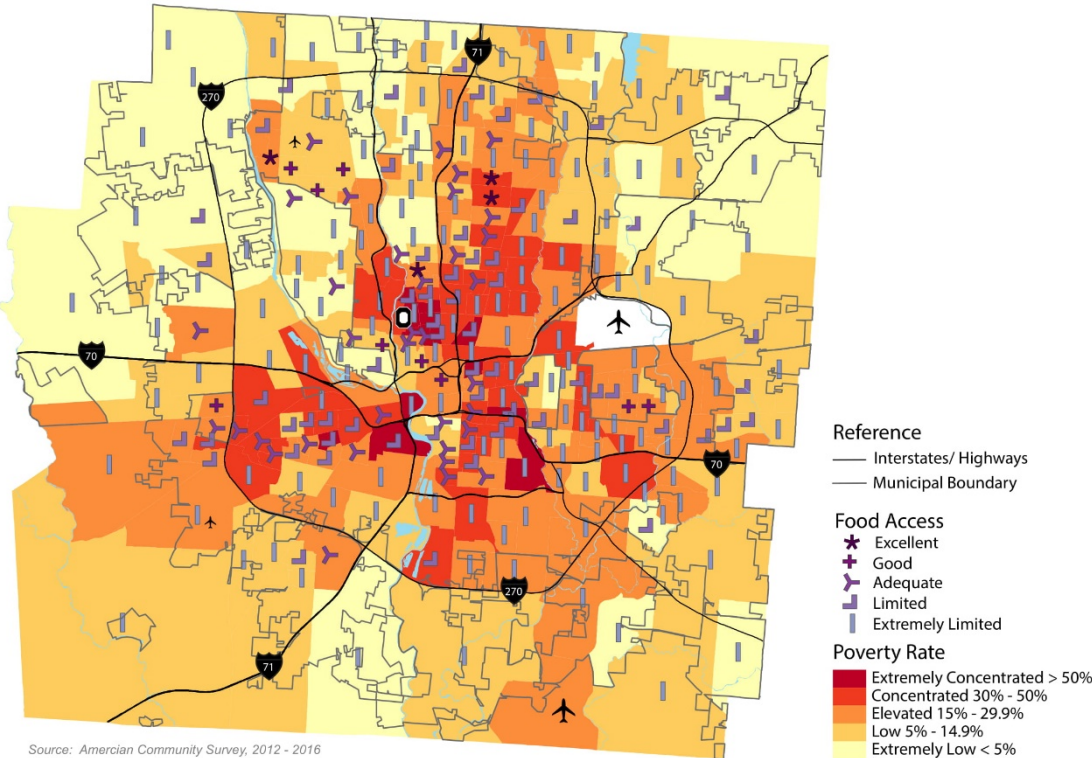 71
270
70
70
270
71
Reference
Interstates/ Highways
Municipal Boundary
Food Access
Excellent
Good
Adequate
Limited
Extremely Limited
Poverty Rate
Extremely Concentrated > 50%
Concentrated 30% - 50%
Elevated 15% - 29.9%
Low 5% - 14.9%
Extremely Low < 5%
Source: Amercian Community Survey, 2012 - 2016